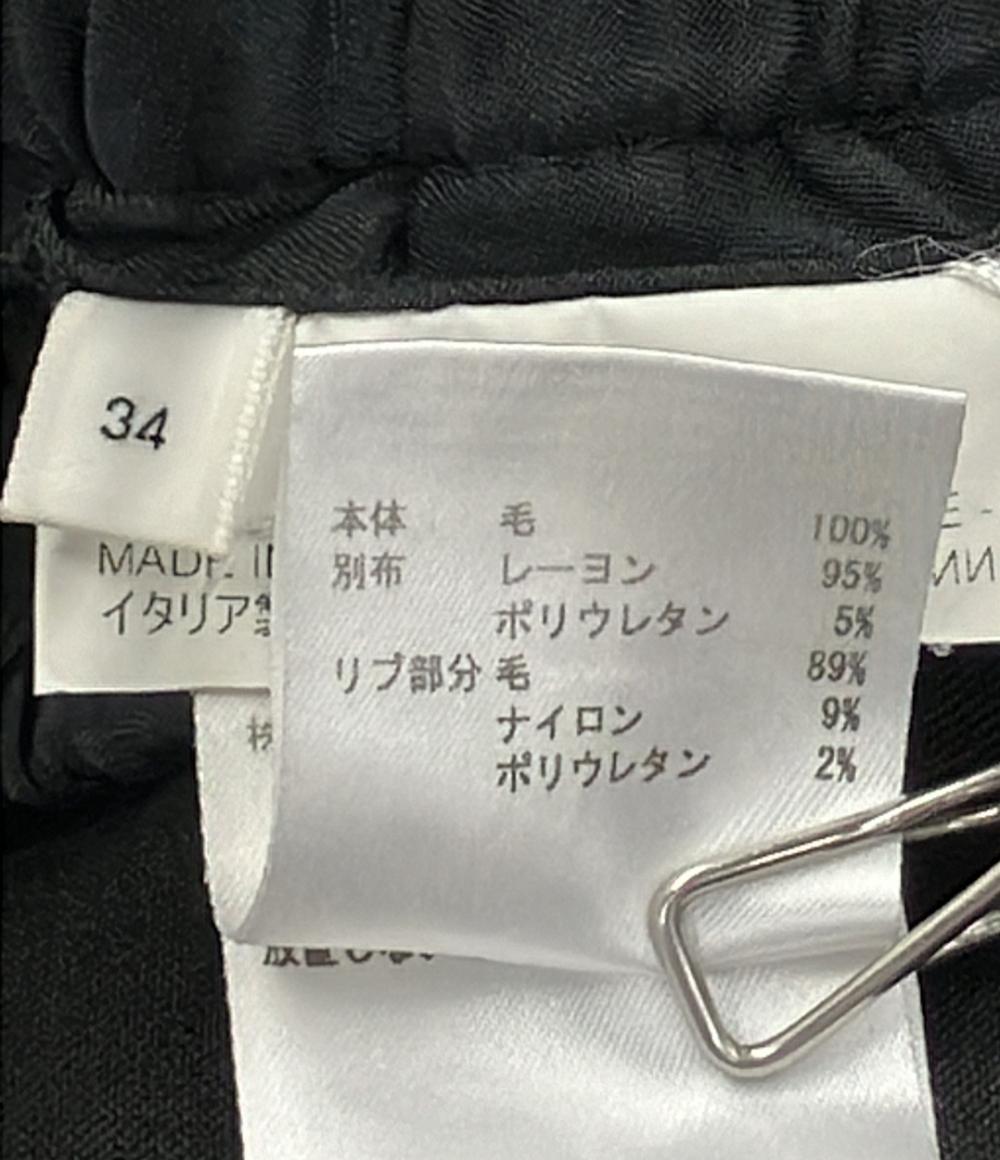 34
MADE IN
イタリア製
本体 毛 100%
別布 レーヨン 95%
ポリウレタン 5%
リブ部分 毛 89%
ナイロン 9%
ポリウレタン 2%